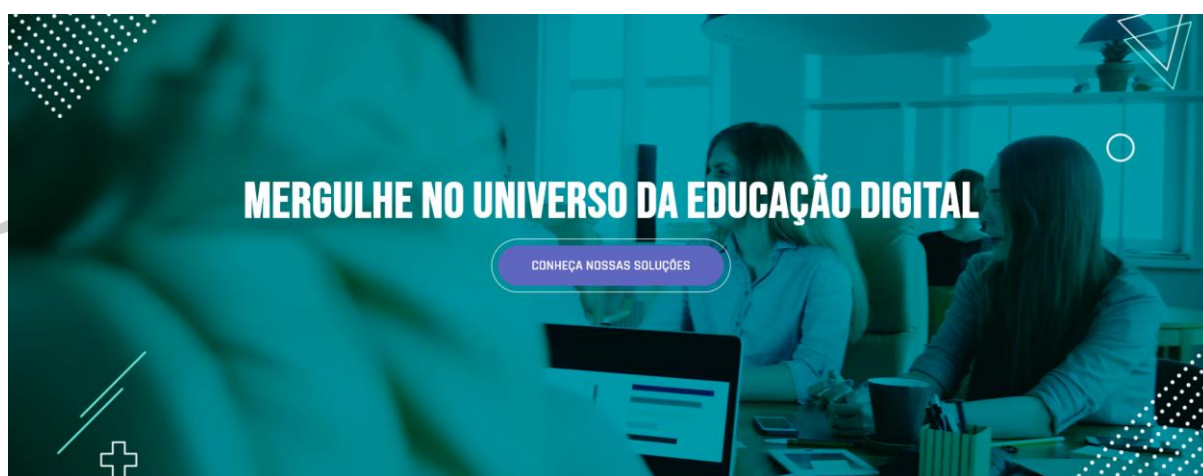 MERGULHE NO UNIVERSO DA EDUCAÇÃO DIGITAL
CONHEÇA NOSSAS SOLUÇÕES